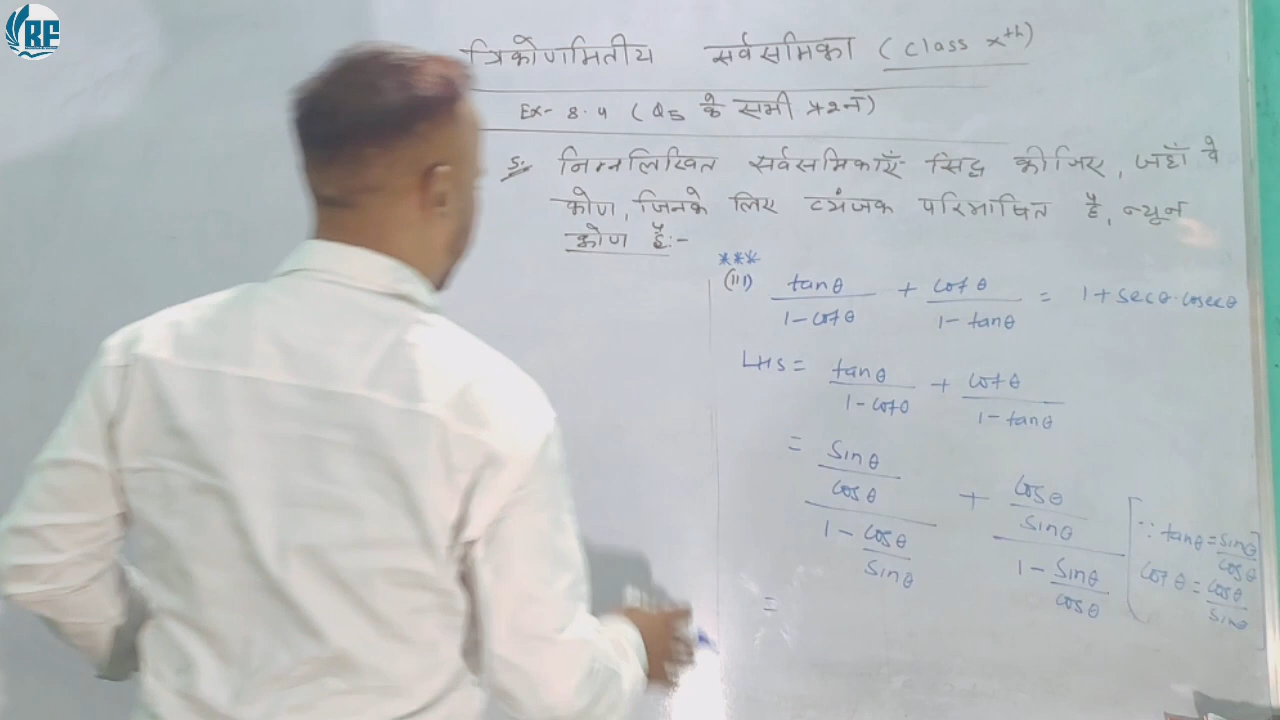 RF
त्रिकोणमितीय सर्वसमिका (Class xth)
Ex- 8.4 (Q5 के सभी प्रश्न)
5. निम्नलिखित सर्वसमिकाएँ सिद्ध कीजिए, जहाँ वे
कोण, जिनके लिए व्यंजक परिभाषित है, न्यून
कोण है:-
***
(iii) tanθ/1-cotθ + cotθ/1-tanθ = 1+secθ.cosecθ
LHS = tanθ/1-cotθ + cotθ/1-tanθ
= sinθ/cosθ/1-cosθ/sinθ + cosθ/sinθ/1-sinθ/cosθ [∵ tanθ=sinθ/cosθ
cotθ=cosθ/sinθ]
=